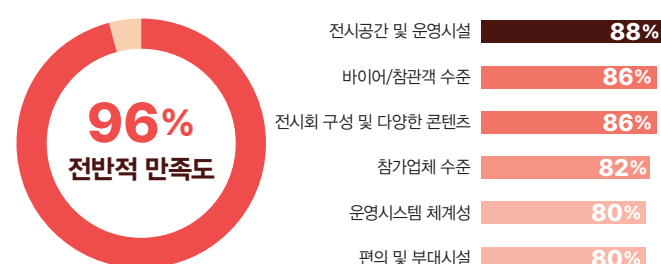 96%
전반적 만족도
전시공간 및 운영시설 88%
바이어/참관객 수준 86%
전시회 구성 및 다양한 콘텐츠 86%
참가업체 수준 82%
운영시스템 체계성 80%
편의 및 부대시설 80%